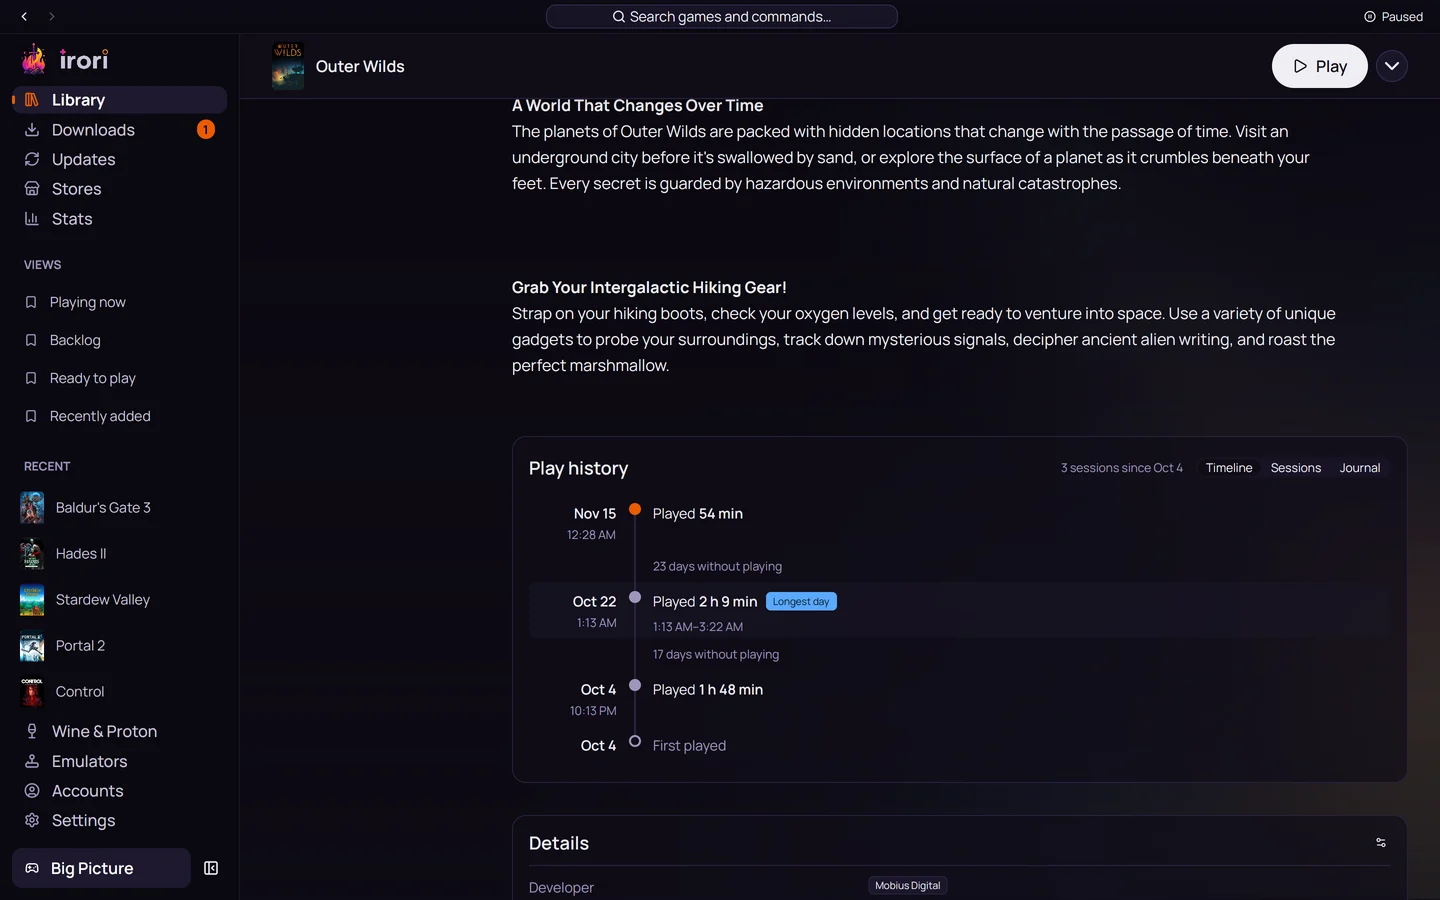 Search games and commands...
Paused
irori
Library
Downloads
1
Updates
Stores
Stats
VIEWS
Playing now
Backlog
Ready to play
Recently added
RECENT
Baldur's Gate 3
Hades II
Stardew Valley
PORTAL 2
Portal 2
CONTROL
Control
Wine & Proton
Emulators
Accounts
Settings
Big Picture
OUTER
WILDS
Outer Wilds
Play
A World That Changes Over Time
The planets of Outer Wilds are packed with hidden locations that change with the passage of time. Visit an
underground city before it's swallowed by sand, or explore the surface of a planet as it crumbles beneath your
feet. Every secret is guarded by hazardous environments and natural catastrophes.
Grab Your Intergalactic Hiking Gear!
Strap on your hiking boots, check your oxygen levels, and get ready to venture into space. Use a variety of unique
gadgets to probe your surroundings, track down mysterious signals, decipher ancient alien writing, and roast the
perfect marshmallow.
Play history
3 sessions since Oct 4
Timeline
Sessions
Journal
Nov 15
Played 54 min
12:28 AM
23 days without playing
Oct 22
Played 2 h 9 min
Longest day
1:13 AM
1:13 AM–3:22 AM
17 days without playing
Oct 4
Played 1 h 48 min
10:13 PM
Oct 4
First played
Details
Developer
Mobius Digital